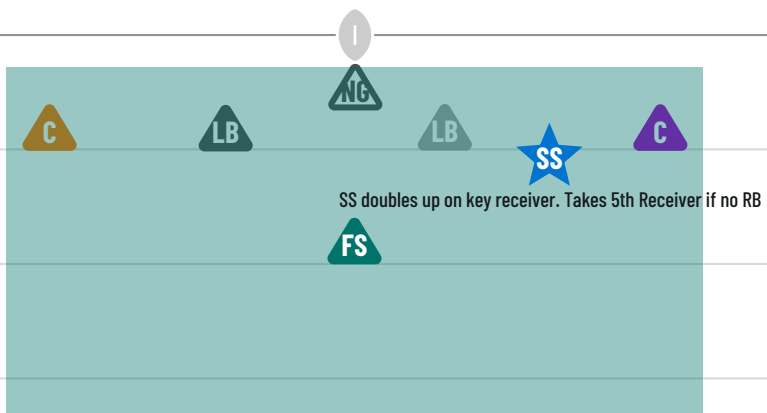 NG
C
LB
LB
SS
C
SS doubles up on key receiver. Takes 5th Receiver if no RB
FS